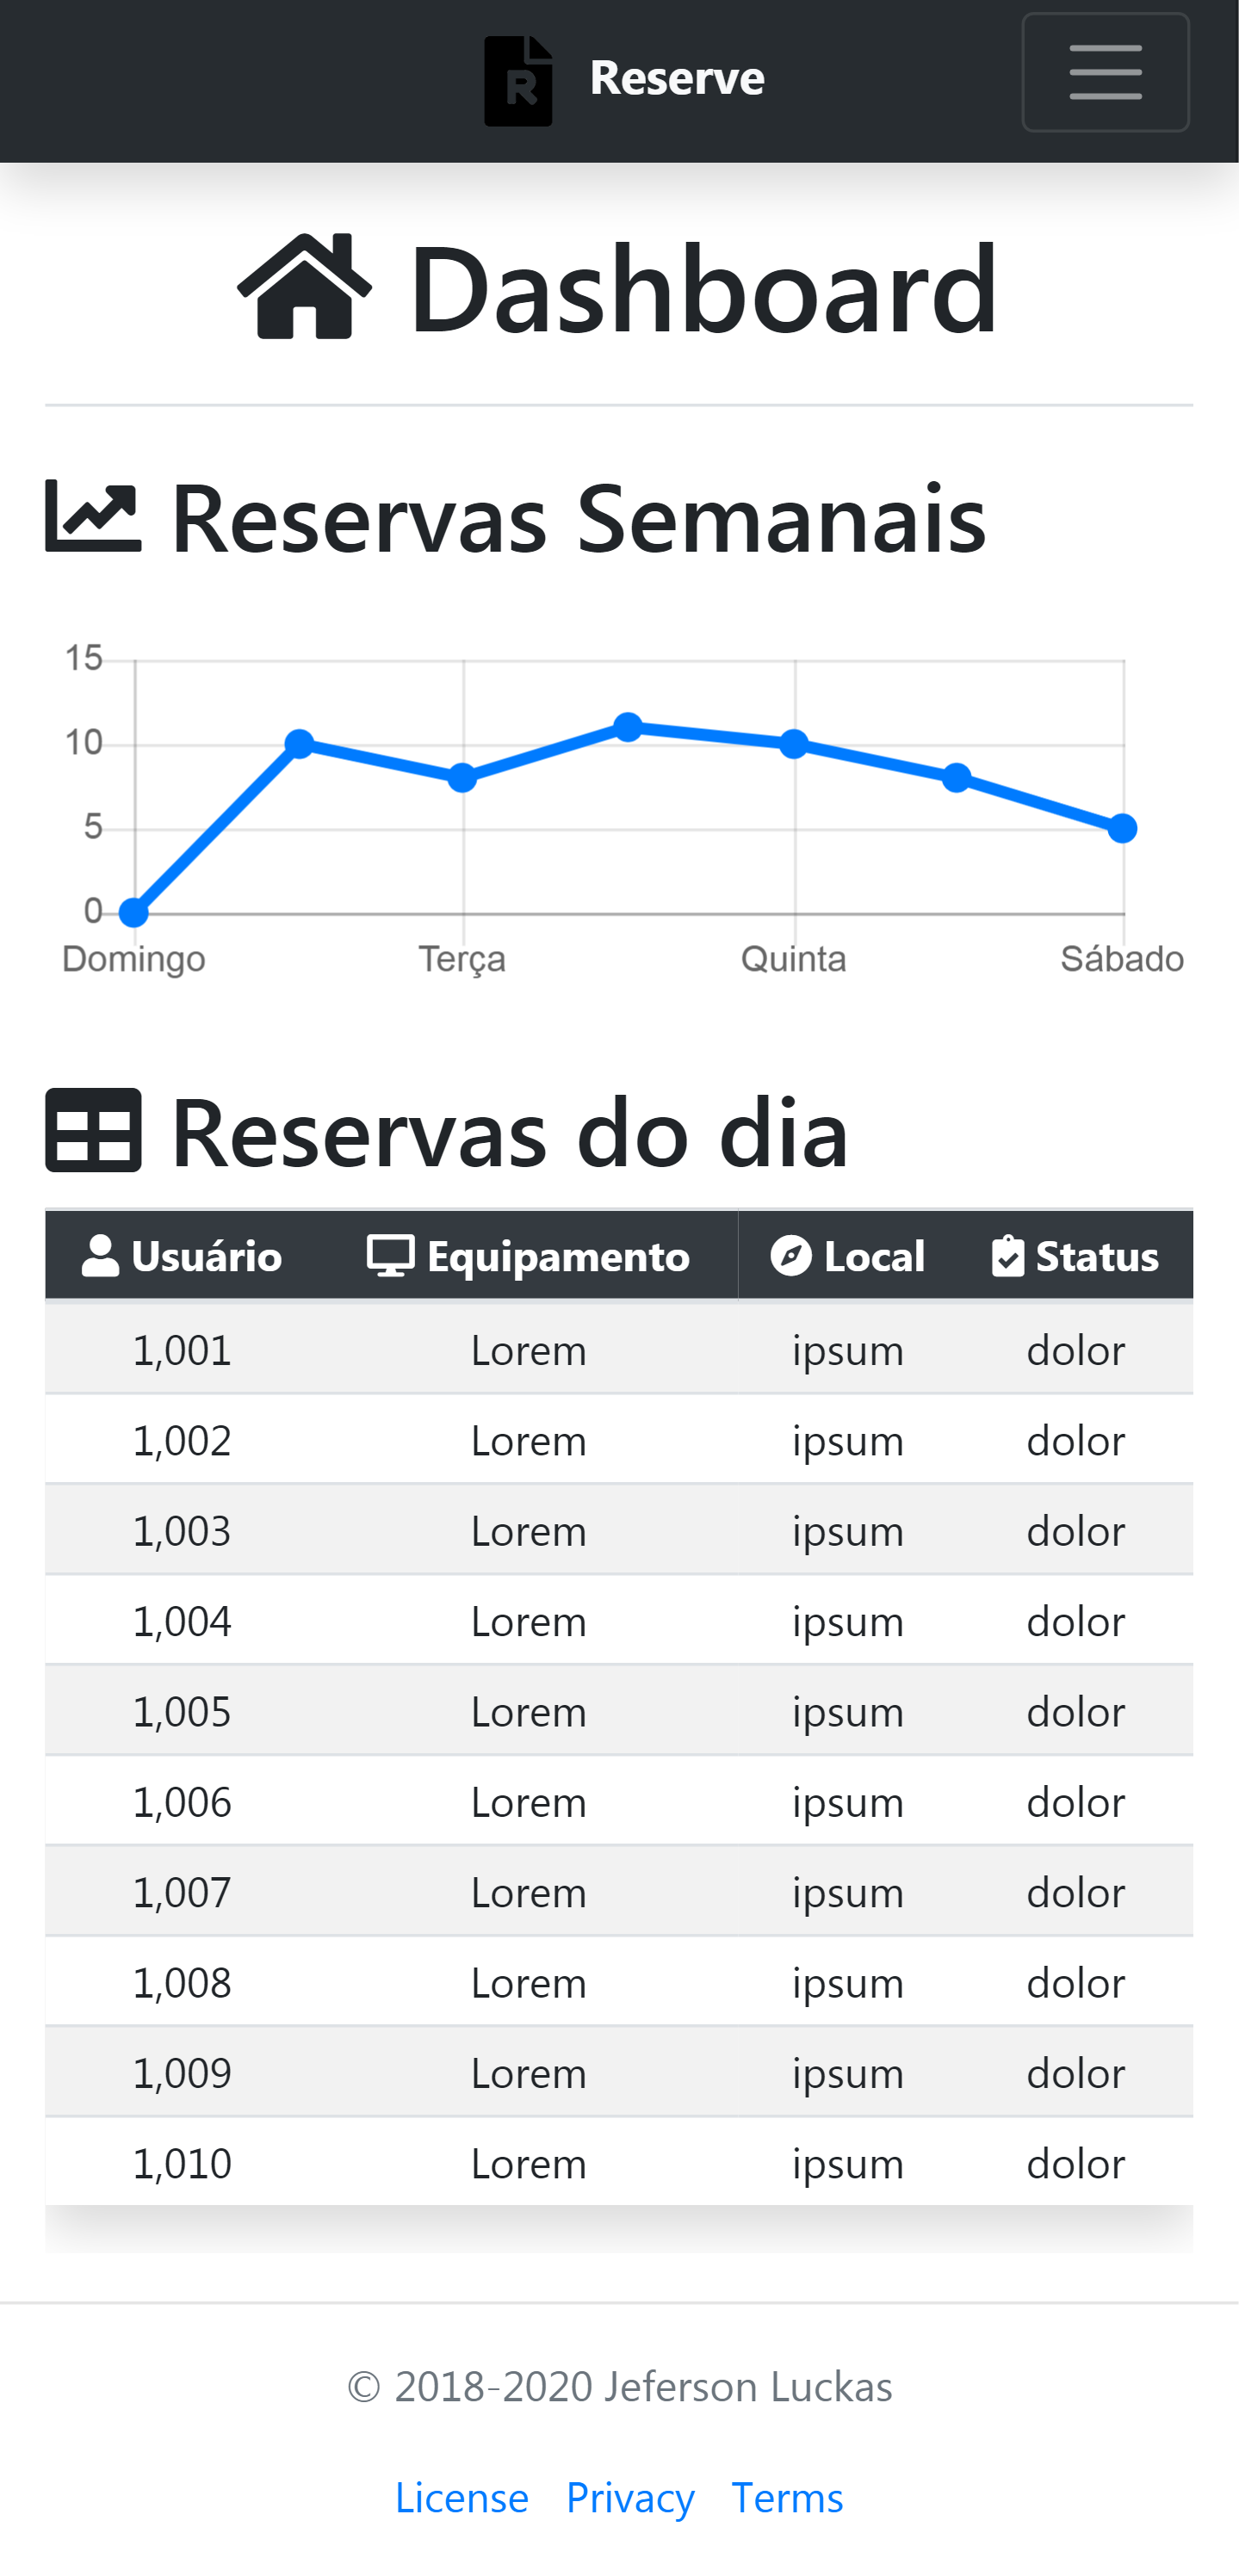 Reserve
Dashboard
Reservas Semanais
15
10
5
0
Domingo Terça Quinta Sábado
Reservas do dia
Usuário Equipamento Local Status
1,001 Lorem ipsum dolor
1,002 Lorem ipsum dolor
1,003 Lorem ipsum dolor
1,004 Lorem ipsum dolor
1,005 Lorem ipsum dolor
1,006 Lorem ipsum dolor
1,007 Lorem ipsum dolor
1,008 Lorem ipsum dolor
1,009 Lorem ipsum dolor
1,010 Lorem ipsum dolor
© 2018-2020 Jeferson Luckas
License Privacy Terms